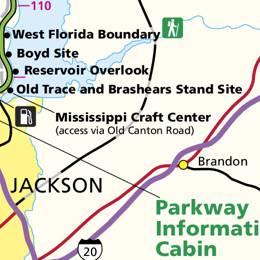 110
West Florida Boundary
Boyd Site
Reservoir Overlook
Old Trace and Brashears Stand Site
Mississippi Craft Center
(access via Old Canton Road)
Brandon
JACKSON
Parkway
Informati
Cabin
20